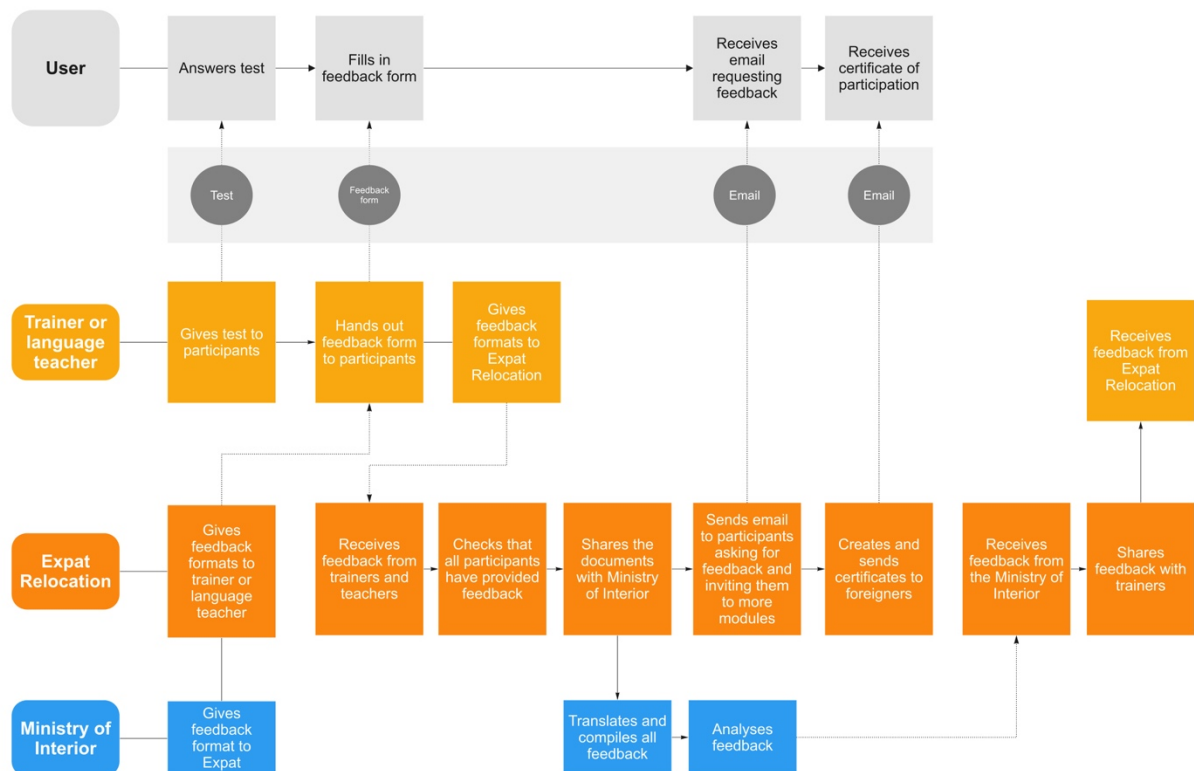 User
Answers test
Fills in
feedback form
Receives
email
requesting
feedback
Receives
certificate of
participation
Test
Feedback
form
Email
Email
Trainer or
language
teacher
Gives test to
participants
Hands out
feedback form
to participants
Gives
feedback
formats to
Expat
Relocation
Receives
feedback from
Expat
Relocation
Expat
Relocation
Gives
feedback
formats to
trainer or
language
teacher
Receives
feedback from
trainers and
teachers
Checks that
all participants
have provided
feedback
Shares the
documents
with Ministry
of Interior
Sends email
to participants
asking for
feedback and
inviting them
to more
modules
Creates and
sends
certificates to
foreigners
Receives
feedback from
the Ministry of
Interior
Shares
feedback with
trainers
Ministry of
Interior
Gives
feedback
format to
Expat
Translates and
compiles all
feedback
Analyses
feedback